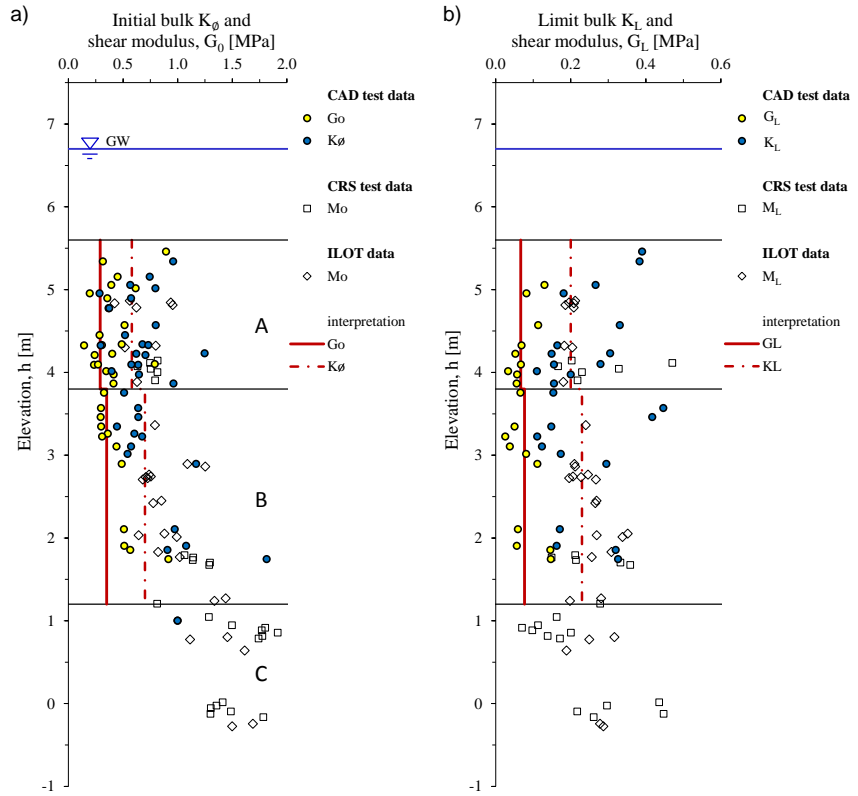 a)
Initial bulk Kø and
shear modulus, G0 [MPa]
0.0 0.5 1.0 1.5 2.0
7
6
5
4
3
2
1
0
-1
Elevation, h [m]
GW
A
B
C
CAD test data
Go
Kø
CRS test data
Mo
ILOT data
Mo
interpretation
Go
Kø
b)
Limit bulk KL and
shear modulus, GL [MPa]
0.0 0.2 0.4 0.6
7
6
5
4
3
2
1
0
-1
Elevation, h [m]
CAD test data
GL
KL
CRS test data
ML
ILOT data
ML
interpretation
GL
KL